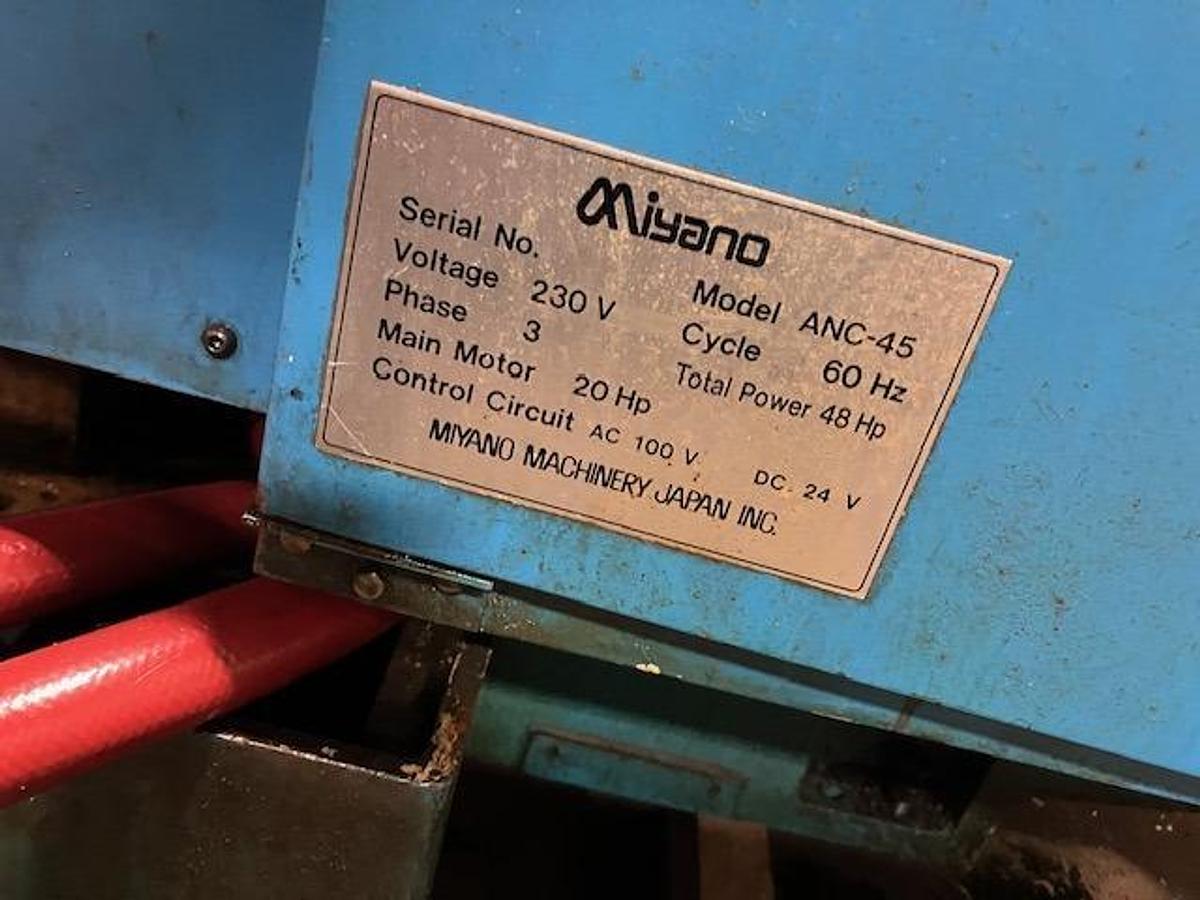 Miyano
Serial No. Model ANC-45
Voltage 230 V Cycle 60 Hz
Phase 3 Total Power 48 Hp
Main Motor 20 Hp
Control Circuit AC 100 V. DC. 24 V
MIYANO MACHINERY JAPAN INC.